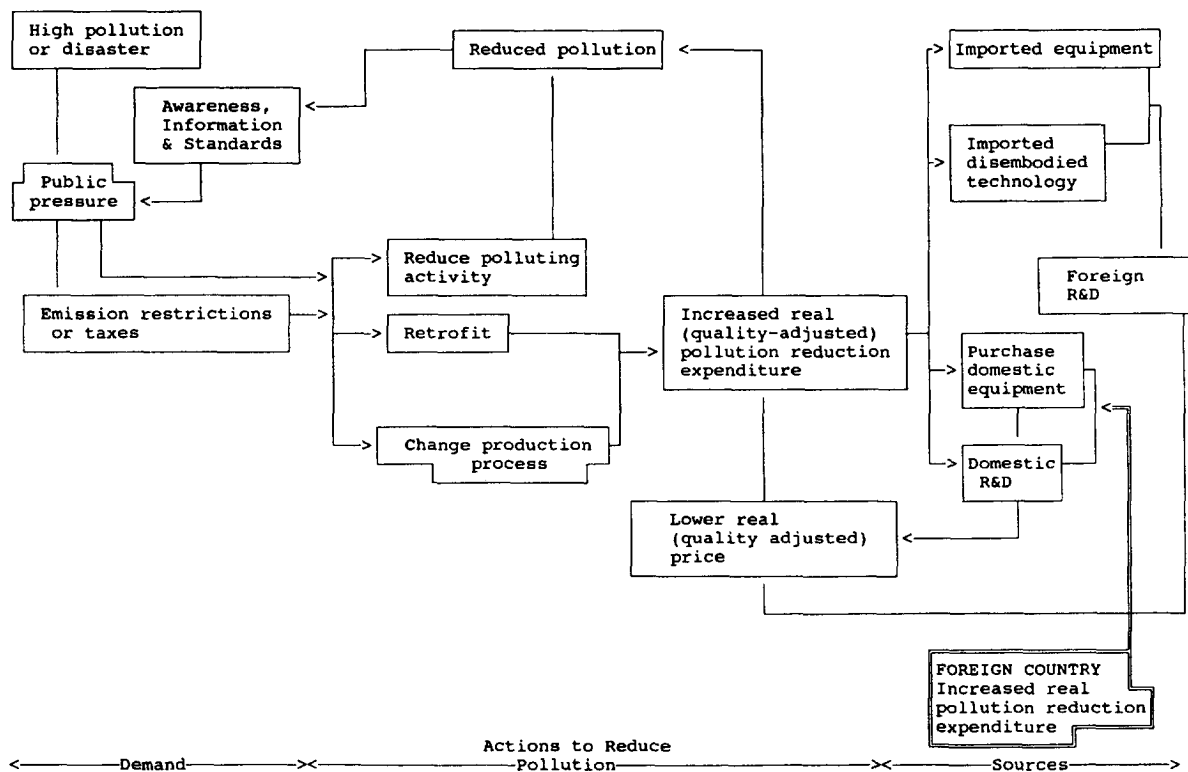 High pollution
or disaster
Reduced pollution
Imported equipment
Awareness,
Information
& Standards
Imported
disembodied
technology
Public
pressure
Reduce polluting
activity
Foreign
R&D
Emission restrictions
or taxes
Retrofit
Increased real
(quality-adjusted)
pollution reduction
expenditure
Purchase
domestic
equipment
Change production
process
Domestic
R&D
Lower real
(quality adjusted)
price
FOREIGN COUNTRY
Increased real
pollution reduction
expenditure
Demand
Actions to Reduce
Pollution
Sources